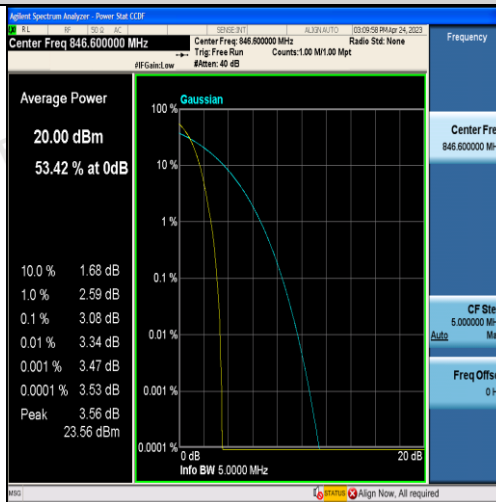 Agilent Spectrum Analyzer - Power Stat CCDF
RL RF 50 Ω AC SENSE:INT ALIGN AUTO 03:09:58 PM Apr 24, 2023
Center Freq 846.600000 MHz
Center Freq: 846.600000 MHz Radio Std: None
Trig: Free Run Counts:1.00 M/1.00 Mpt
#IFGain:Low #Atten: 40 dB
Frequency
Average Power
20.00 dBm
53.42 % at 0dB
10.0 % 1.68 dB
1.0 % 2.59 dB
0.1 % 3.08 dB
0.01 % 3.34 dB
0.001 % 3.47 dB
0.0001 % 3.53 dB
Peak 3.56 dB
23.56 dBm
Gaussian
100 %
10 %
1 %
0.1 %
0.01 %
0.001 %
0.0001 %
0 dB 20 dB
Info BW 5.0000 MHz
Center Fre
846.600000 MH
CF Ste
5.000000 MH
Auto Ma
Freq Offs
0 H
MSG STATUS Align Now, All required